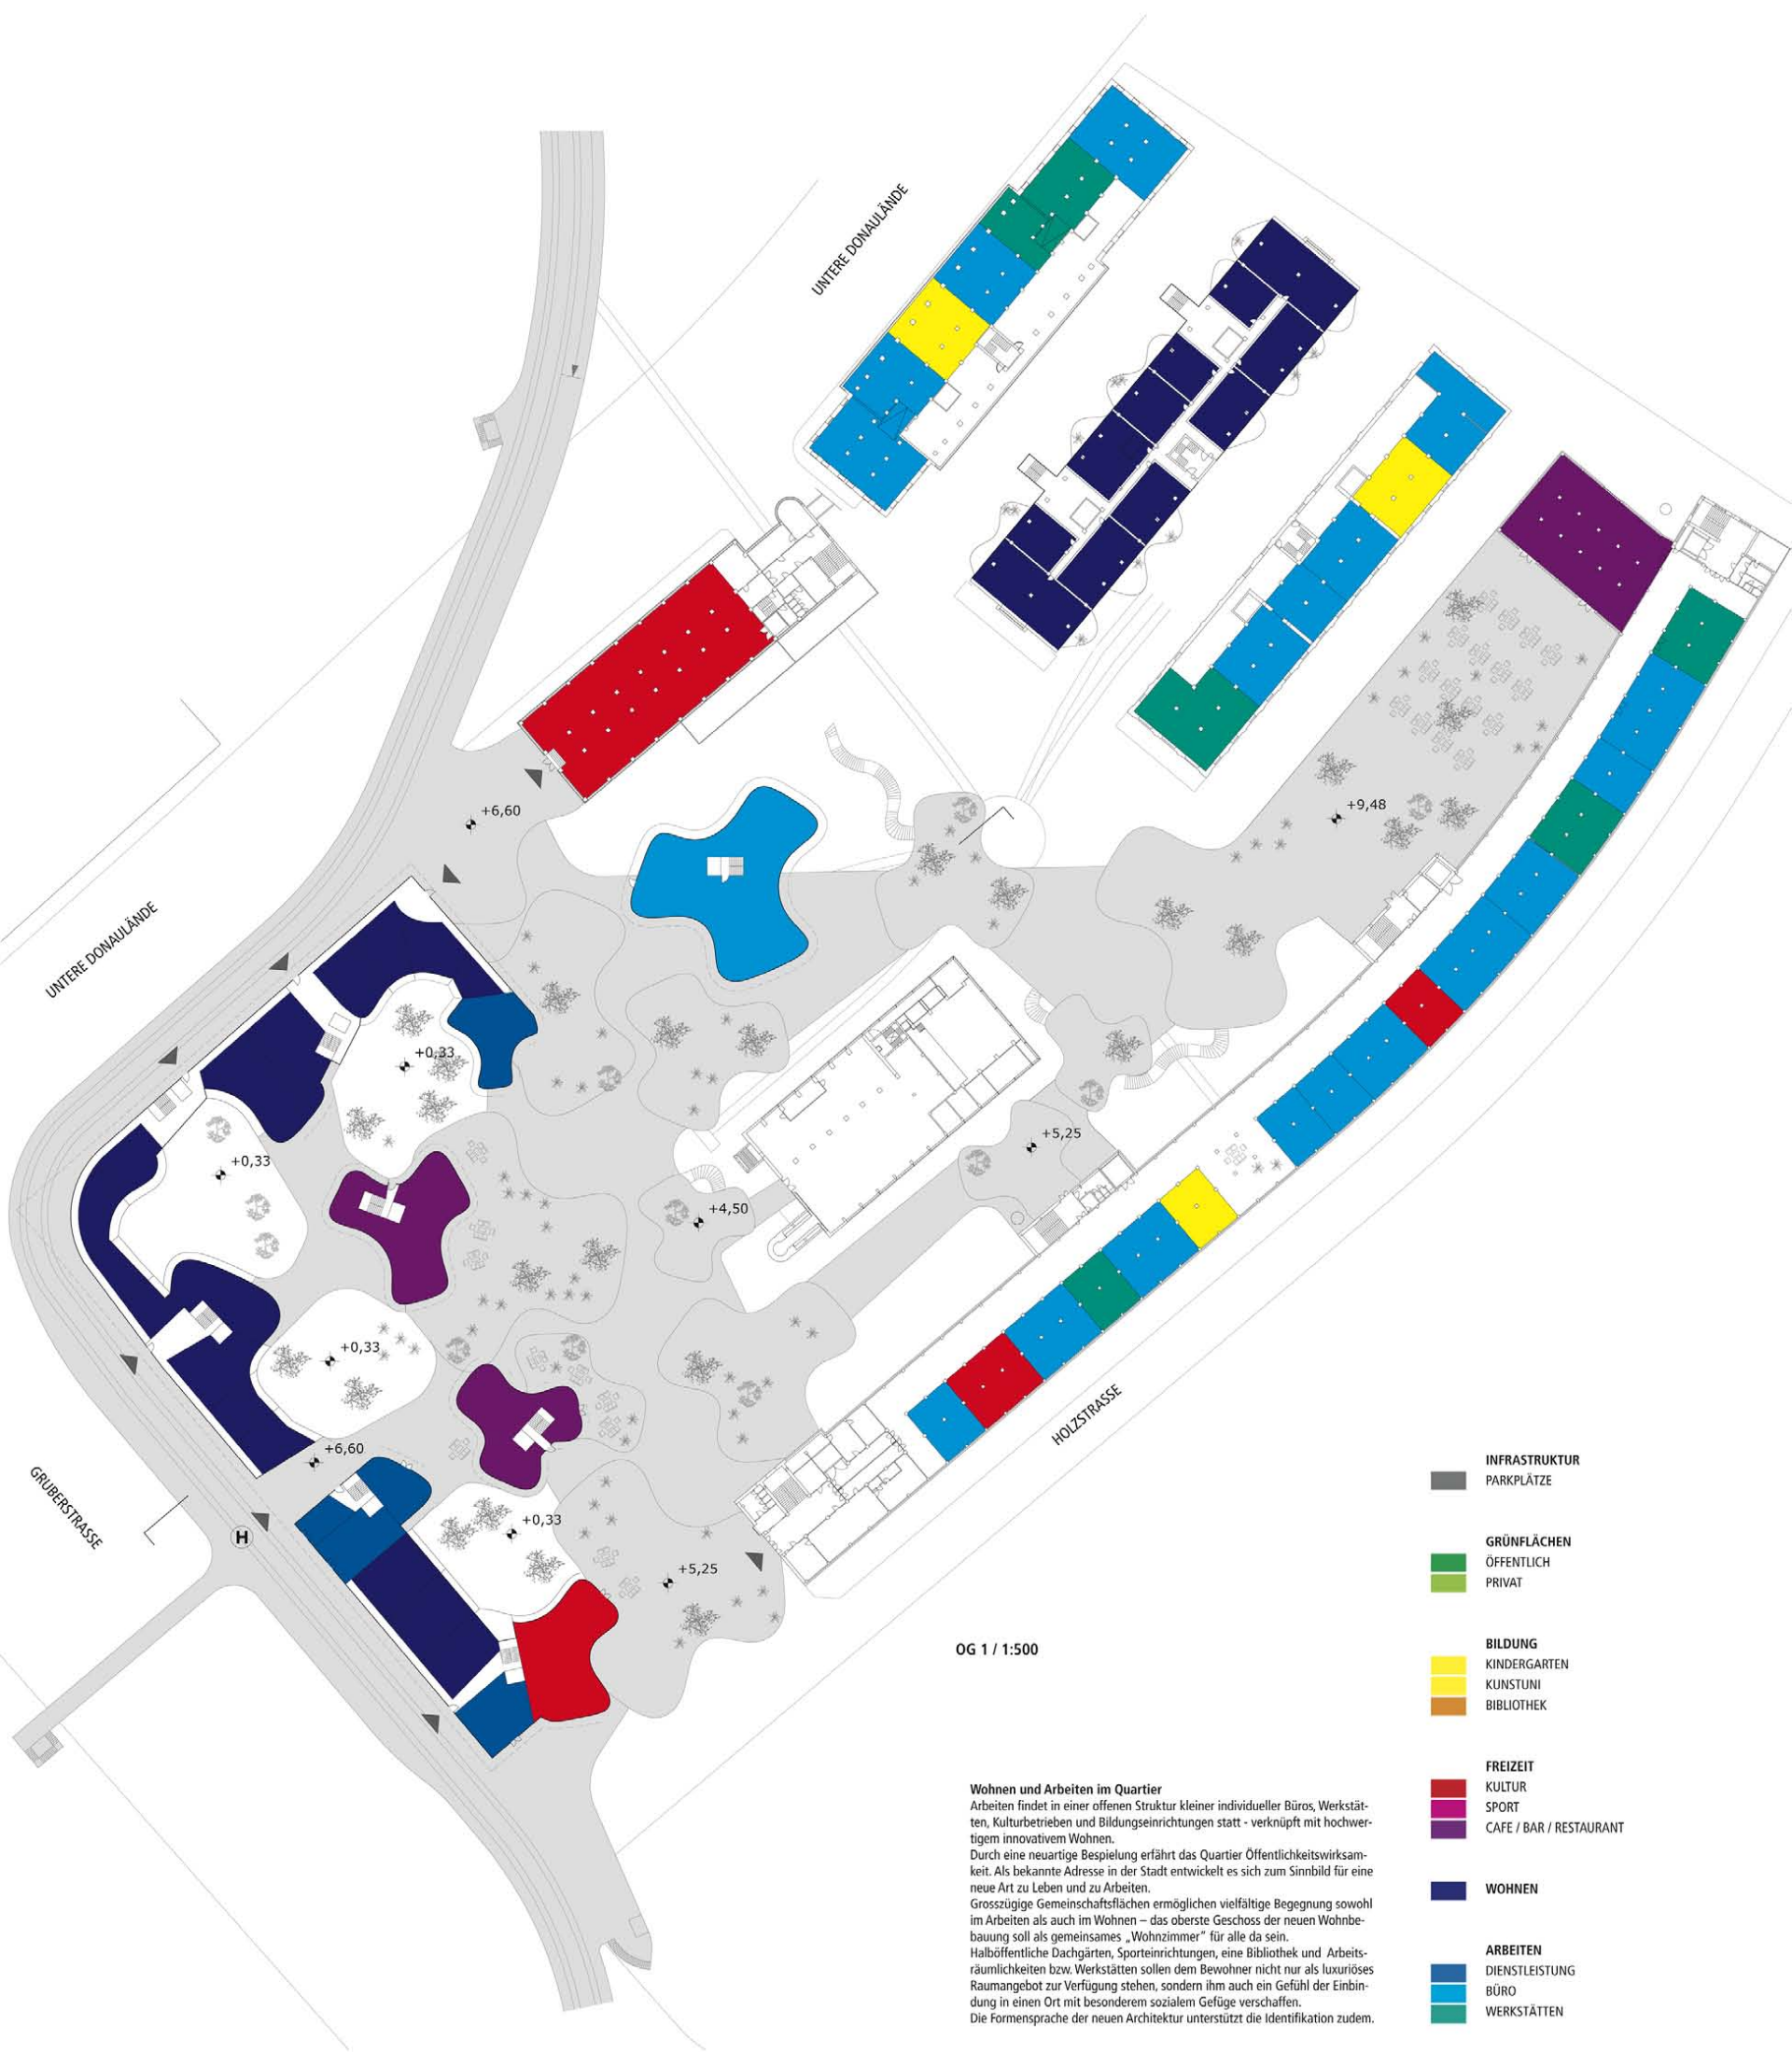 UNTERE DONAULÄNDE
+6,60
+9,48
UNTERE DONAULÄNDE
+0,33
+0,33
+5,25
+4,50
+0,33
+6,60
GRUBERSTRASSE
H
+0,33
+5,25
HOLZSTRASSE
OG 1 / 1:500
INFRASTRUKTUR
PARKPLÄTZE
GRÜNFLÄCHEN
ÖFFENTLICH
PRIVAT
BILDUNG
KINDERGARTEN
KUNSTUNI
BIBLIOTHEK
FREIZEIT
KULTUR
SPORT
CAFE / BAR / RESTAURANT
WOHNEN
ARBEITEN
DIENSTLEISTUNG
BÜRO
WERKSTÄTTEN
Wohnen und Arbeiten im Quartier
Arbeiten findet in einer offenen Struktur kleiner individueller Büros, Werkstät-
ten, Kulturbetrieben und Bildungseinrichtungen statt - verknüpft mit hochwer-
tigem innovativem Wohnen.
Durch eine neuartige Bespielung erfährt das Quartier Öffentlichkeitswirksam-
keit. Als bekannte Adresse in der Stadt entwickelt es sich zum Sinnbild für eine
neue Art zu Leben und zu Arbeiten.
Grosszügige Gemeinschaftsflächen ermöglichen vielfältige Begegnung sowohl
im Arbeiten als auch im Wohnen – das oberste Geschoss der neuen Wohnbe-
bauung soll als gemeinsames „Wohnzimmer“ für alle da sein.
Halböffentliche Dachgärten, Sporteinrichtungen, eine Bibliothek und Arbeits-
räumlichkeiten bzw. Werkstätten sollen dem Bewohner nicht nur als luxuriöses
Raumangebot zur Verfügung stehen, sondern ihm auch ein Gefühl der Einbin-
dung in einen Ort mit besonderem sozialem Gefüge verschaffen.
Die Formensprache der neuen Architektur unterstützt die Identifikation zudem.